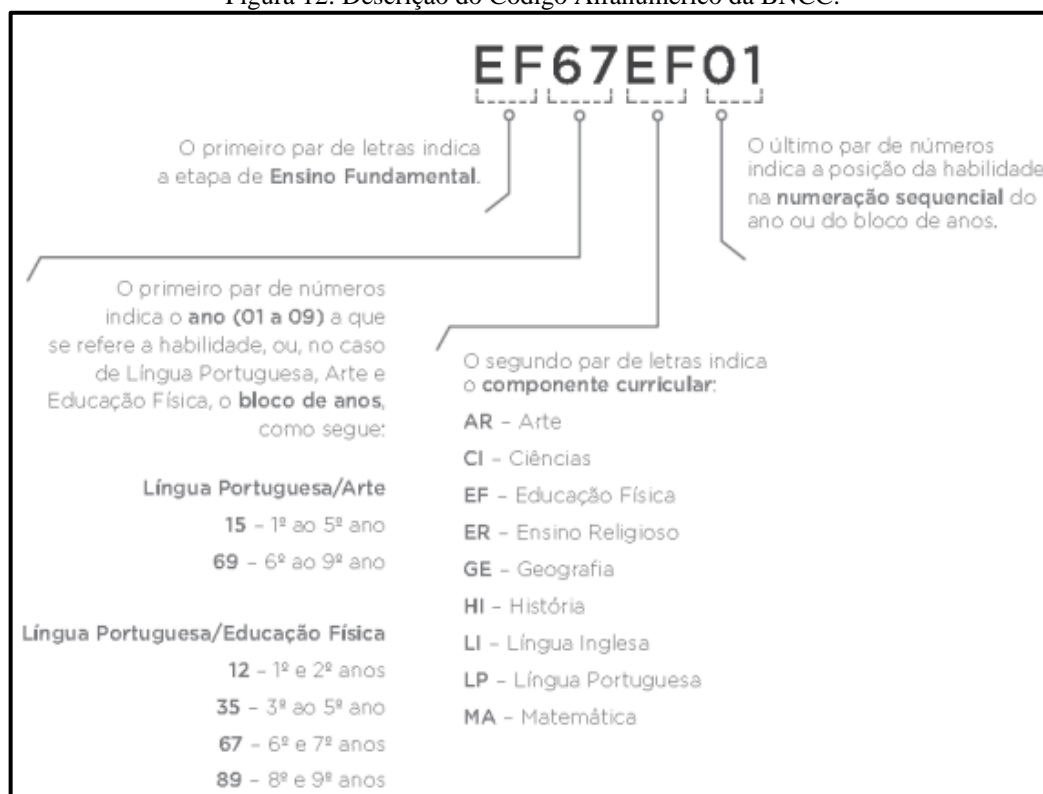 Figura 12: Descrição do Código Alfanumérico da BNCC.
EF67EF01
O primeiro par de letras indica
a etapa de Ensino Fundamental.
O último par de números
indica a posição da habilidade
na numeração sequencial do
ano ou do bloco de anos.
O primeiro par de números
indica o ano (01 a 09) a que
se refere a habilidade, ou, no caso
de Língua Portuguesa, Arte e
Educação Física, o bloco de anos,
como segue:
Língua Portuguesa/Arte
15 – 1º ao 5º ano
69 – 6º ao 9º ano
Língua Portuguesa/Educação Física
12 – 1º e 2º anos
35 – 3º ao 5º ano
67 – 6º e 7º anos
89 – 8º e 9º anos
O segundo par de letras indica
o componente curricular:
AR – Arte
CI – Ciências
EF – Educação Física
ER – Ensino Religioso
GE – Geografia
HI – História
LI – Língua Inglesa
LP – Língua Portuguesa
MA – Matemática